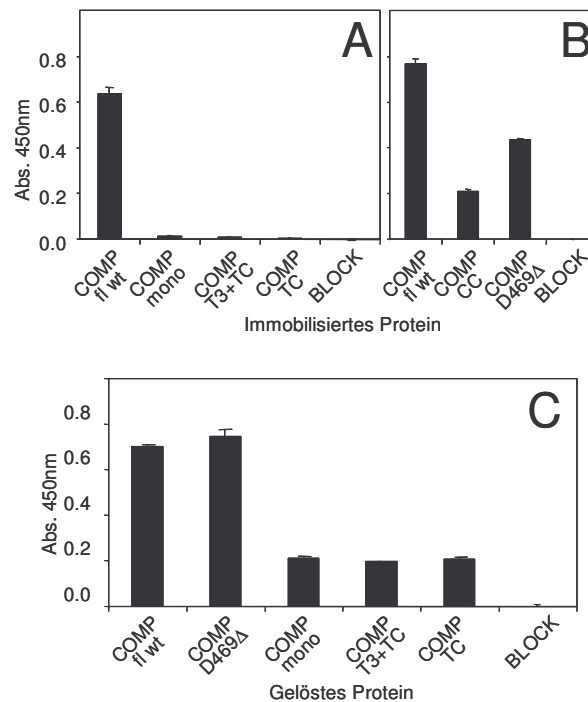 A
B
Abs. 450nm
0.8
0.6
0.4
0.2
0.0
COMP
fl wt
COMP
mono
COMP
T3+TC
COMP
TC
BLOCK
COMP
fl wt
COMP
CC
COMP
D469Δ
BLOCK
Immobilisiertes Protein
C
Abs. 450nm
0.8
0.6
0.4
0.2
0.0
COMP
fl wt
COMP
D469Δ
COMP
mono
COMP
T3+TC
COMP
TC
BLOCK
Gelöstes Protein